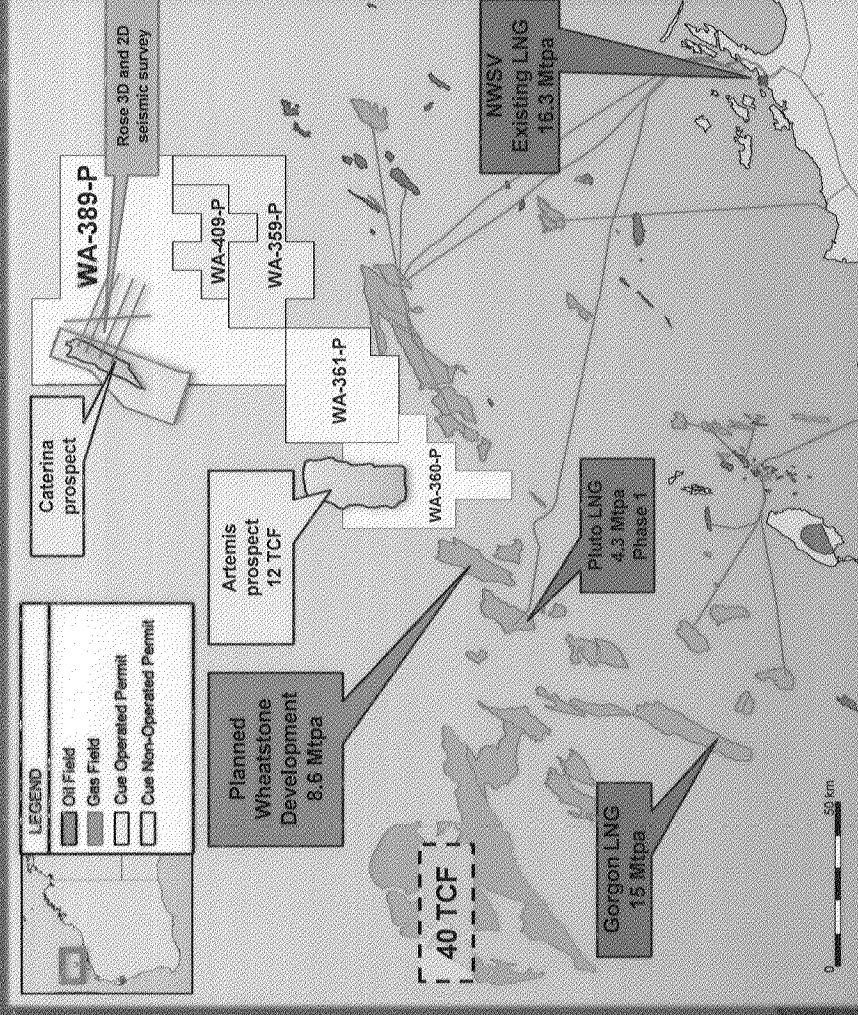 LEGEND
Oil Field
Gas Field
Cue Operated Permit
Cue Non-Operated Permit
Caterina
prospect
Rose 3D and 2D
seismic survey
WA-389-P
WA-409-P
WA-359-P
WA-361-P
WA-360-P
Artemis
prospect
12 TCF
Planned
Wheatstone
Development
8.6 Mtpa
NWSV
Existing LNG
16.3 Mtpa
Pluto LNG
4.3 Mtpa
Phase 1
40 TCF
Gorgon LNG
15 Mtpa
0
50 km